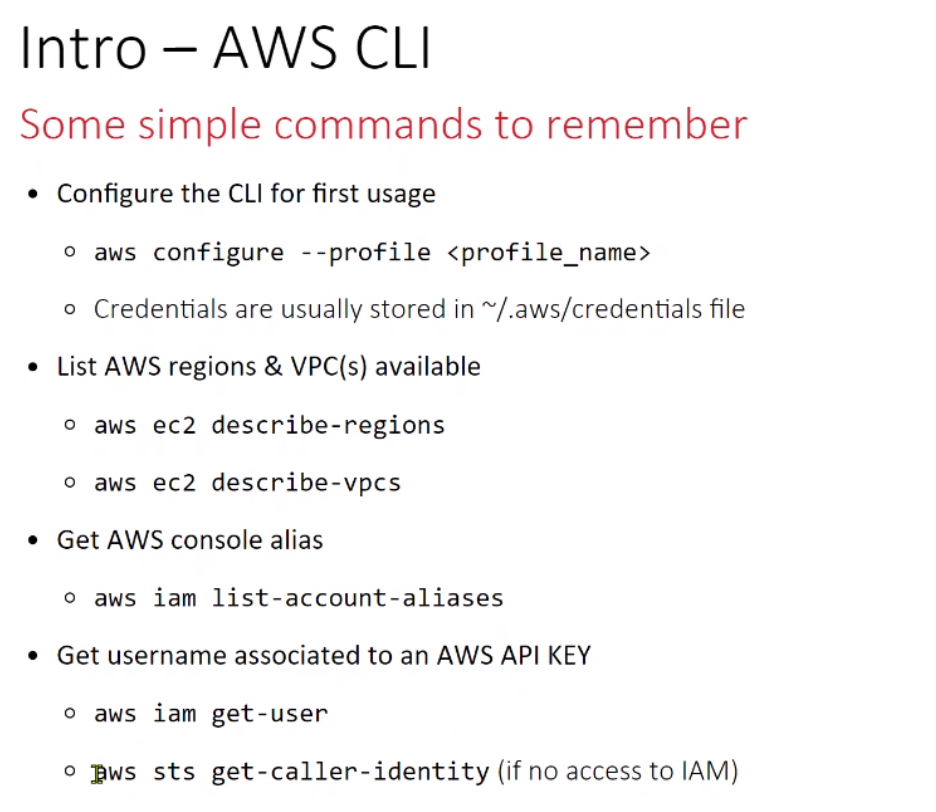 Intro – AWS CLI
Some simple commands to remember
• Configure the CLI for first usage
o aws configure --profile <profile_name>
o Credentials are usually stored in ~/.aws/credentials file
• List AWS regions & VPC(s) available
o aws ec2 describe-regions
o aws ec2 describe-vpcs
• Get AWS console alias
o aws iam list-account-aliases
• Get username associated to an AWS API KEY
o aws iam get-user
o aws sts get-caller-identity (if no access to IAM)